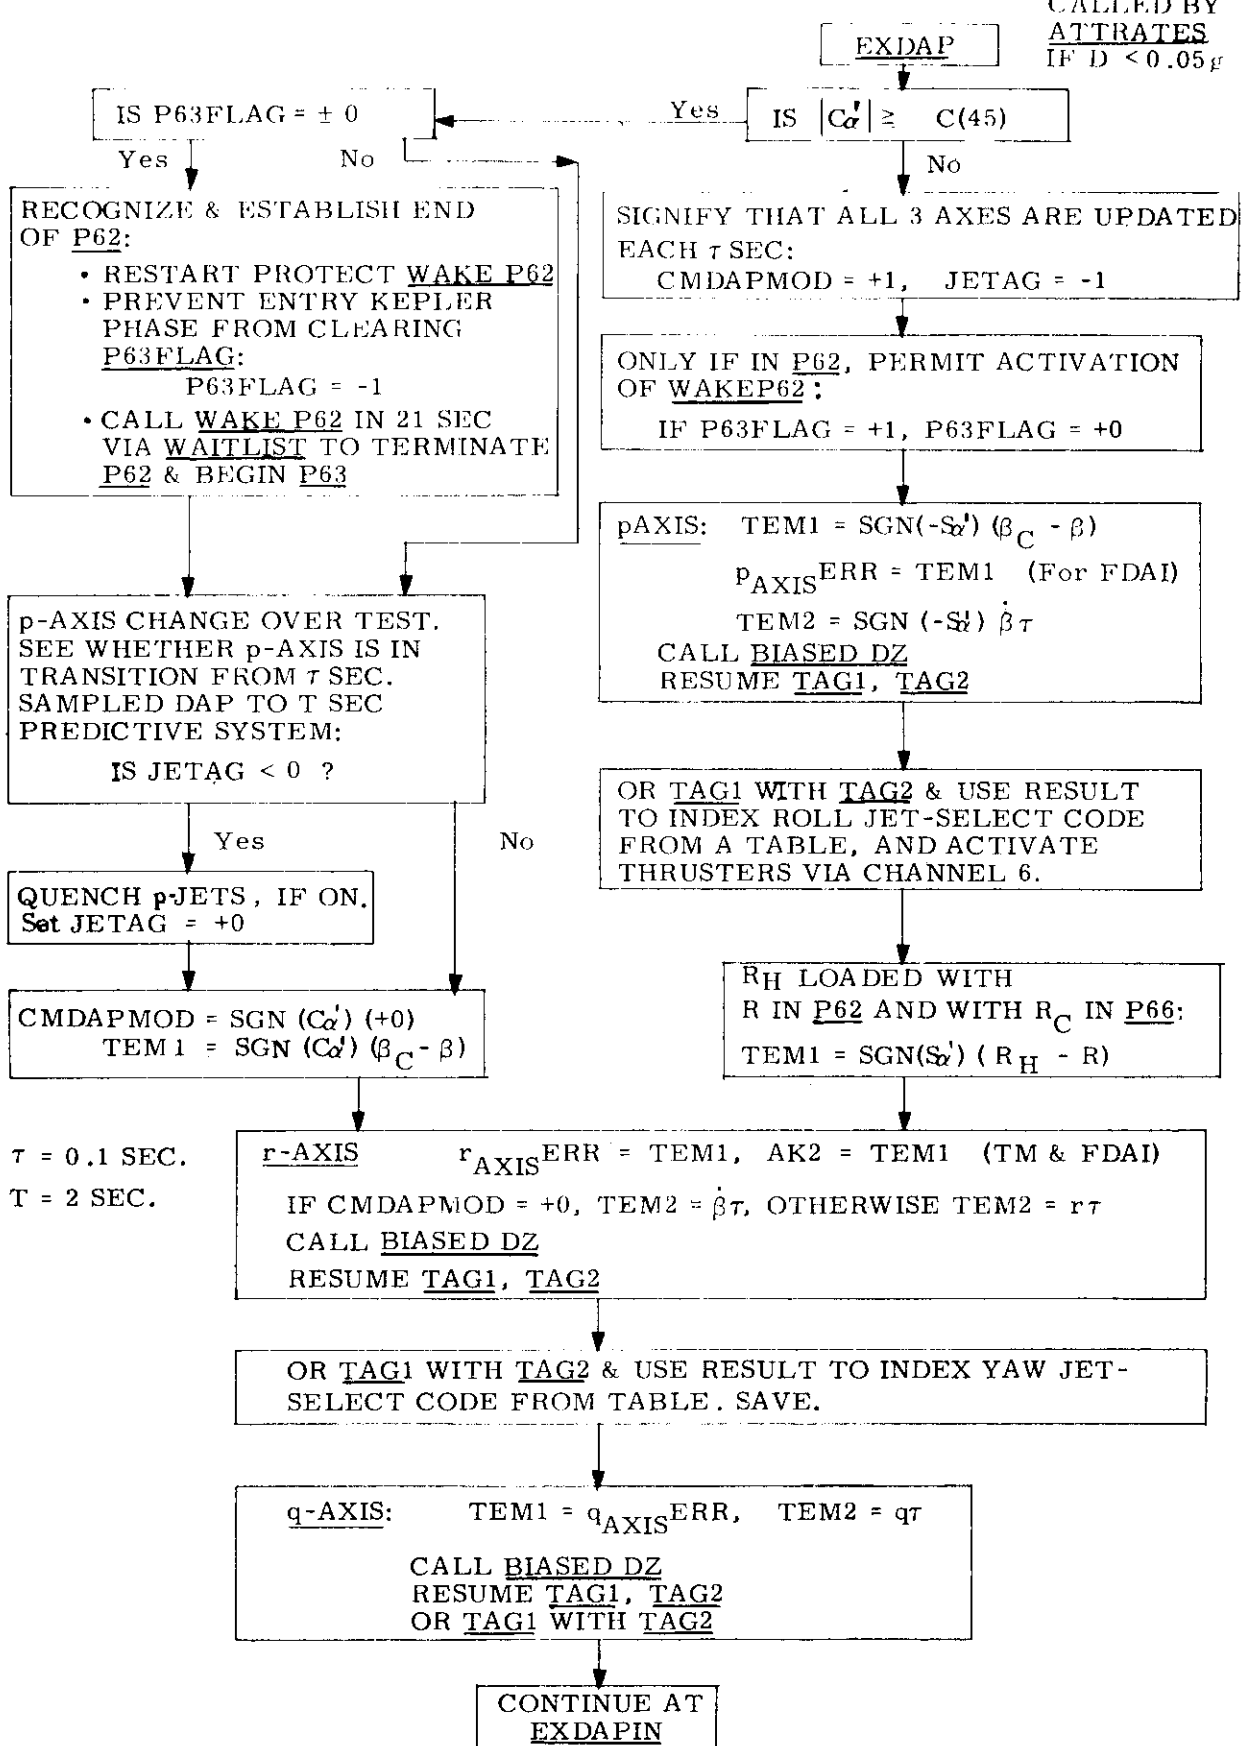 CALLED BY
ATTRATES
IF D < 0.05g
EXDAP
IS P63FLAG = ± 0
Yes
IS |Cα'| ≥ C(45)
Yes
No
No
RECOGNIZE & ESTABLISH END
OF P62:
• RESTART PROTECT WAKE P62
• PREVENT ENTRY KEPLER
PHASE FROM CLEARING
P63FLAG:
P63FLAG = -1
• CALL WAKE P62 IN 21 SEC
VIA WAITLIST TO TERMINATE
P62 & BEGIN P63
SIGNIFY THAT ALL 3 AXES ARE UPDATED
EACH τ SEC:
CMDAPMOD = +1, JETAG = -1
ONLY IF IN P62, PERMIT ACTIVATION
OF WAKEP62:
IF P63FLAG = +1, P63FLAG = +0
pAXIS: TEM1 = SGN(-Sα') (βC - β)
pAXISERR = TEM1 (For FDAI)
TEM2 = SGN (-Sα') β̇τ
CALL BIASED DZ
RESUME TAG1, TAG2
p-AXIS CHANGE OVER TEST.
SEE WHETHER p-AXIS IS IN
TRANSITION FROM τ SEC.
SAMPLED DAP TO T SEC
PREDICTIVE SYSTEM:
IS JETAG < 0 ?
Yes
No
OR TAG1 WITH TAG2 & USE RESULT
TO INDEX ROLL JET-SELECT CODE
FROM A TABLE, AND ACTIVATE
THRUSTERS VIA CHANNEL 6.
QUENCH p-JETS, IF ON.
Set JETAG = +0
CMDAPMOD = SGN (Cα') (+0)
TEM1 = SGN (Cα') (βC - β)
RH LOADED WITH
R IN P62 AND WITH RC IN P66:
TEM1 = SGN(Sα') ( RH - R)
τ = 0.1 SEC.
T = 2 SEC.
r-AXIS rAXISERR = TEM1, AK2 = TEM1 (TM & FDAI)
IF CMDAPMOD = +0, TEM2 = β̇τ, OTHERWISE TEM2 = rτ
CALL BIASED DZ
RESUME TAG1, TAG2
OR TAG1 WITH TAG2 & USE RESULT TO INDEX YAW JET-
SELECT CODE FROM TABLE. SAVE.
q-AXIS: TEM1 = qAXISERR, TEM2 = qτ
CALL BIASED DZ
RESUME TAG1, TAG2
OR TAG1 WITH TAG2
CONTINUE AT
EXDAPIN